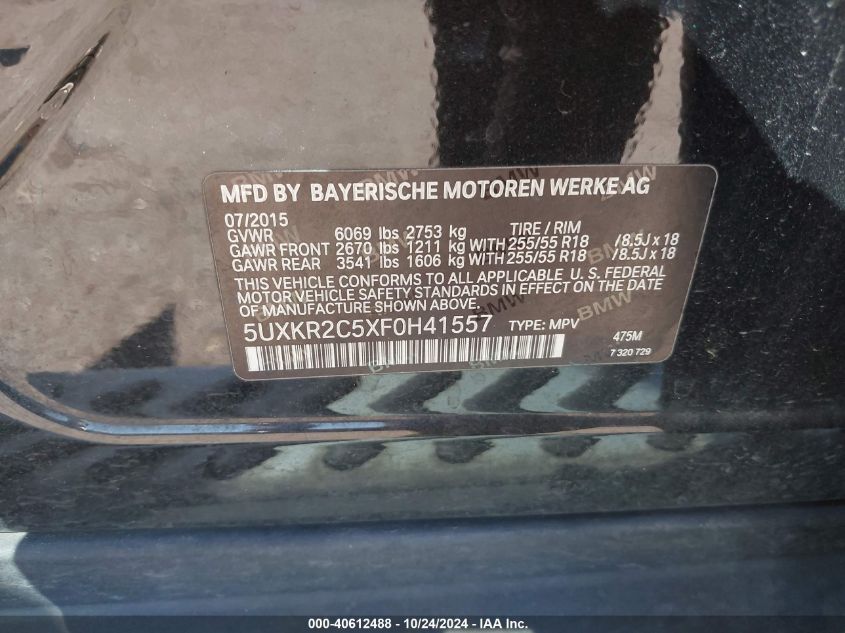 MFD BY BAYERISCHE MOTOREN WERKE AG
07/2015
GVWR 6069 lbs 2753 kg TIRE / RIM
GAWR FRONT 2670 lbs 1211 kg WITH 255/55 R18 /8.5J x 18
GAWR REAR 3541 lbs 1606 kg WITH 255/55 R18 /8.5J x 18
THIS VEHICLE CONFORMS TO ALL APPLICABLE U. S. FEDERAL
MOTOR VEHICLE SAFETY STANDARDS IN EFFECT ON THE DATE
OF MANUFACTURE SHOWN ABOVE.
5UXKR2C5XF0H41557 TYPE: MPV 475M
7 320 729
000-40612488 - 10/24/2024 - IAAI Inc.